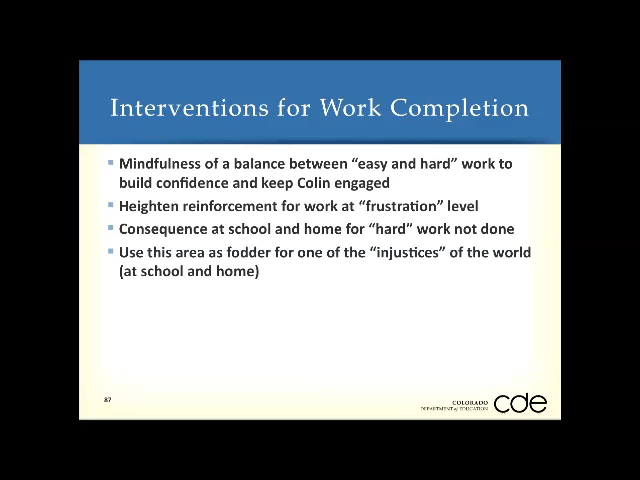 Interventions for Work Completion
Mindfulness of a balance between “easy and hard” work to
build confidence and keep Colin engaged
Heighten reinforcement for work at “frustration” level
Consequence at school and home for “hard” work not done
Use this area as fodder for one of the “injustices” of the world
(at school and home)
87
COLORADO
DEPARTMENT of EDUCATION
cde